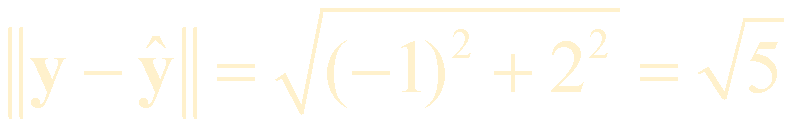 ‖y − ŷ‖ = √((−1)² + 2²) = √5